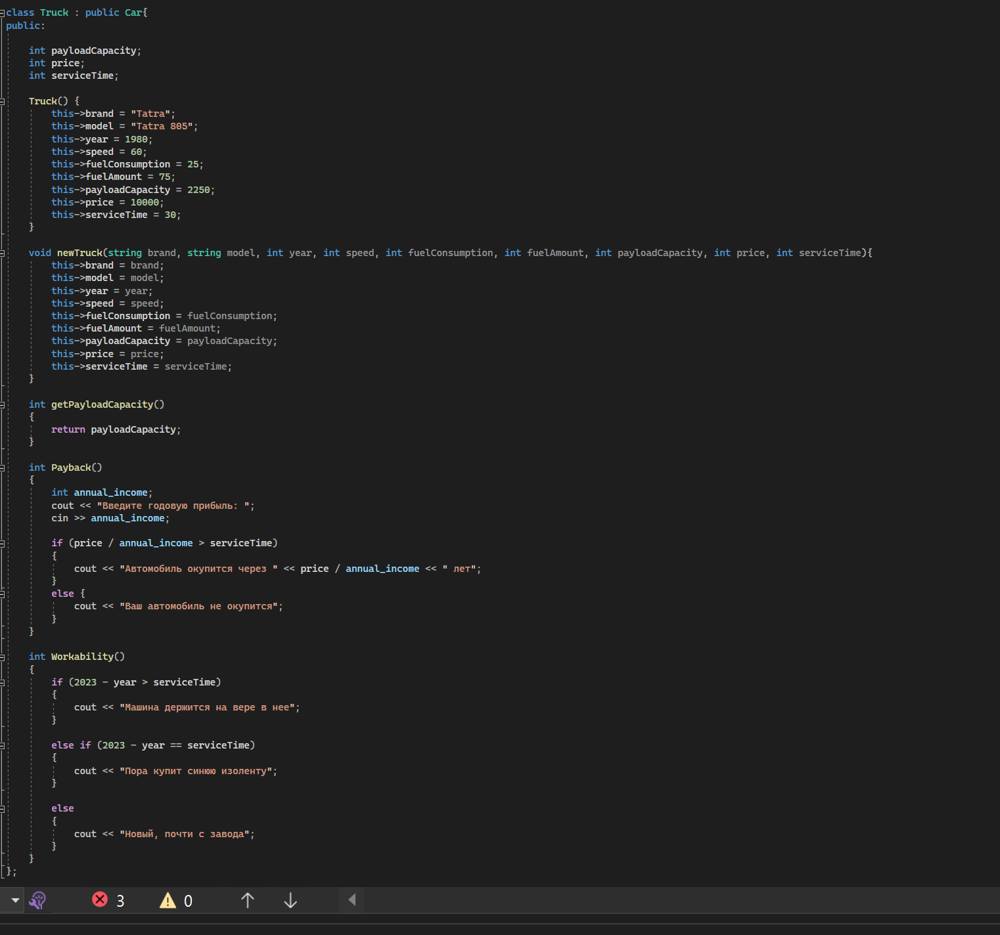 class Truck : public Car{
public:
int payloadCapacity;
int price;
int serviceTime;
Truck() {
this->brand = "Tatra";
this->model = "Tatra 805";
this->year = 1980;
this->speed = 60;
this->fuelConsumption = 25;
this->fuelAmount = 75;
this->payloadCapacity = 2250;
this->price = 10000;
this->serviceTime = 30;
}
void newTruck(string brand, string model, int year, int speed, int fuelConsumption, int fuelAmount, int payloadCapacity, int price, int serviceTime){
this->brand = brand;
this->model = model;
this->year = year;
this->speed = speed;
this->fuelConsumption = fuelConsumption;
this->fuelAmount = fuelAmount;
this->payloadCapacity = payloadCapacity;
this->price = price;
this->serviceTime = serviceTime;
}
int getPayloadCapacity()
{
return payloadCapacity;
}
int Payback()
{
int annual_income;
cout << "Введите годовую прибыль: ";
cin >> annual_income;
if (price / annual_income > serviceTime)
{
cout << "Автомобиль окупится через " << price / annual_income << " лет";
}
else {
cout << "Ваш автомобиль не окупится";
}
}
int Workability()
{
if (2023 - year > serviceTime)
{
cout << "Машина держится на вере в нее";
}
else if (2023 - year == serviceTime)
{
cout << "Пора купит синюю изоленту";
}
else
{
cout << "Новый, почти с завода";
}
}
};
3 0